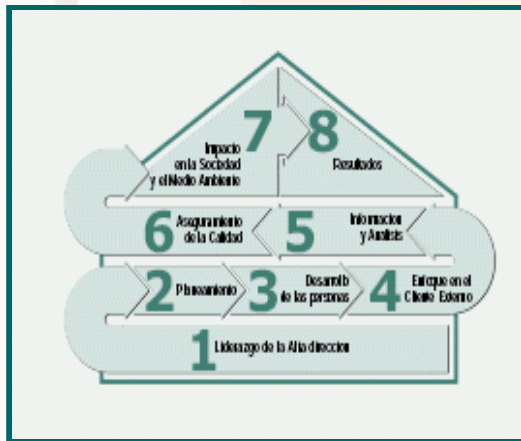 7
Impacto
en la Sociedad
y el Medio Ambiente
8
Resultados
6
Aseguramiento
de la Calidad
5
Informacion
y Analisis
2
Planeamiento
3
Desarrollo
de las personas
4
Enfoque en el
Cliente Externo
1
Liderazgo de la Alta direccion